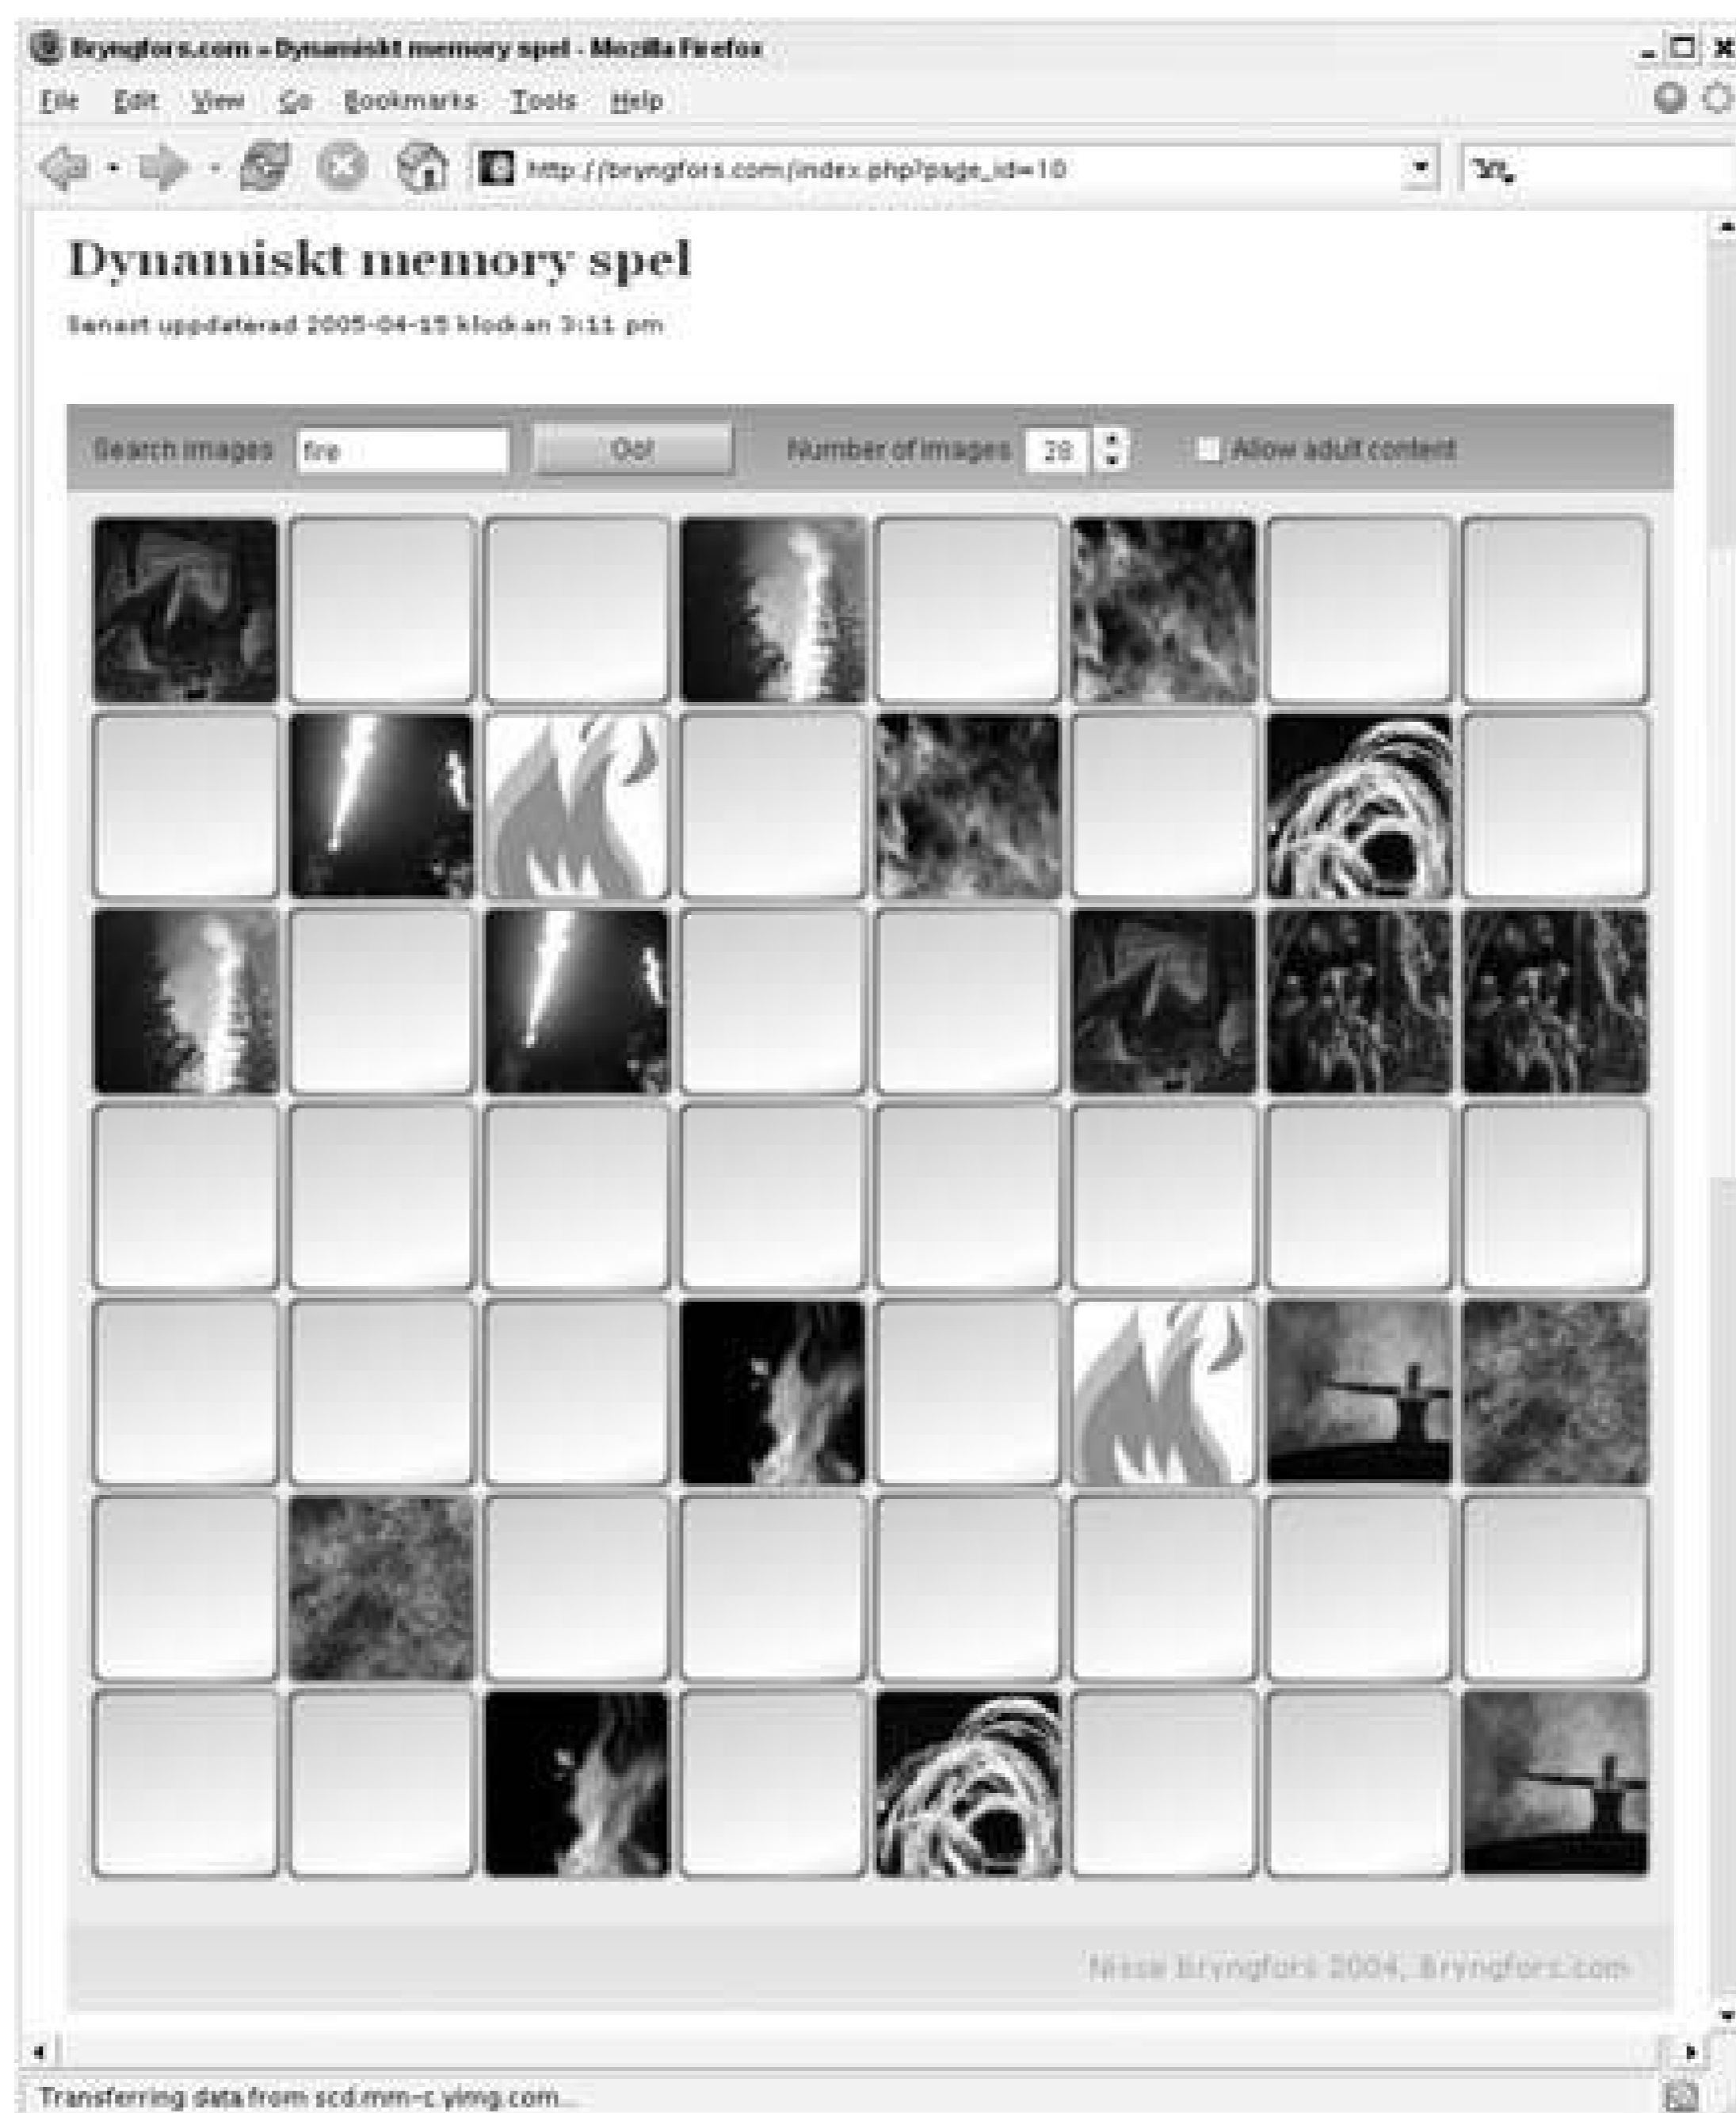 Bryngfors.com » Dynamiskt memory spel - Mozilla Firefox
File Edit View Go Bookmarks Tools Help
http://bryngfors.com/index.php?page_id=10
Dynamiskt memory spel
Senast uppdaterad 2005-04-15 klockan 3:11 pm
Search images fire Go! Number of images 28 Allow adult content
Nisse Bryngfors 2004, Bryngfors.com
Transferring data from scd.mm-c.yimg.com...